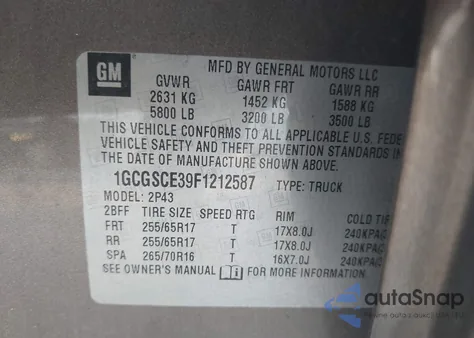 GM
MFD BY GENERAL MOTORS LLC
GVWR GAWR FRT GAWR RR
2631 KG 1452 KG 1588 KG
5800 LB 3200 LB 3500 LB
THIS VEHICLE CONFORMS TO ALL APPLICABLE U.S. FEDE
VEHICLE SAFETY AND THEFT PREVENTION STANDARDS
THE DATE OF MANUFACTURE SHOWN ABOVE.
1GCGSCE39F1212587 TYPE: TRUCK
MODEL: 2P43
2BFF TIRE SIZE SPEED RTG RIM COLD TIR
FRT 255/65R17 T 17X8.0J 240KPA(
RR 255/65R17 T 17X8.0J 240KPA(
SPA 265/70R16 T 16X7.0J 240KPA(
SEE OWNER'S MANUAL FOR MORE INFORMATION.
autoSnap